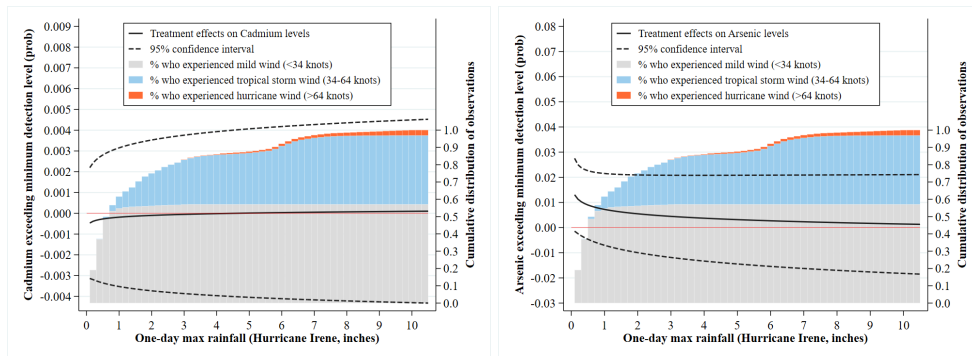 Cadmium exceeding minimum detection level (prob)
0.009
0.008
0.007
0.006
0.005
0.004
0.003
0.002
0.001
0.000
-0.001
-0.002
-0.003
-0.004
Treatment effects on Cadmium levels
95% confidence interval
% who experienced mild wind (<34 knots)
% who experienced tropical storm wind (34-64 knots)
% who experienced hurricane wind (>64 knots)
1.0
0.9
0.8
0.7
0.6
0.5
0.4
0.3
0.2
0.1
0.0
Cumulative distribution of observations
0 1 2 3 4 5 6 7 8 9 10
One-day max rainfall (Hurricane Irene, inches)
Arsenic exceeding minimum detection level (prob)
0.08
0.07
0.06
0.05
0.04
0.03
0.02
0.01
0.00
-0.01
-0.02
-0.03
Treatment effects on Arsenic levels
95% confidence interval
% who experienced mild wind (<34 knots)
% who experienced tropical storm wind (34-64 knots)
% who experienced hurricane wind (>64 knots)
1.0
0.9
0.8
0.7
0.6
0.5
0.4
0.3
0.2
0.1
0.0
Cumulative distribution of observations
0 1 2 3 4 5 6 7 8 9 10
One-day max rainfall (Hurricane Irene, inches)